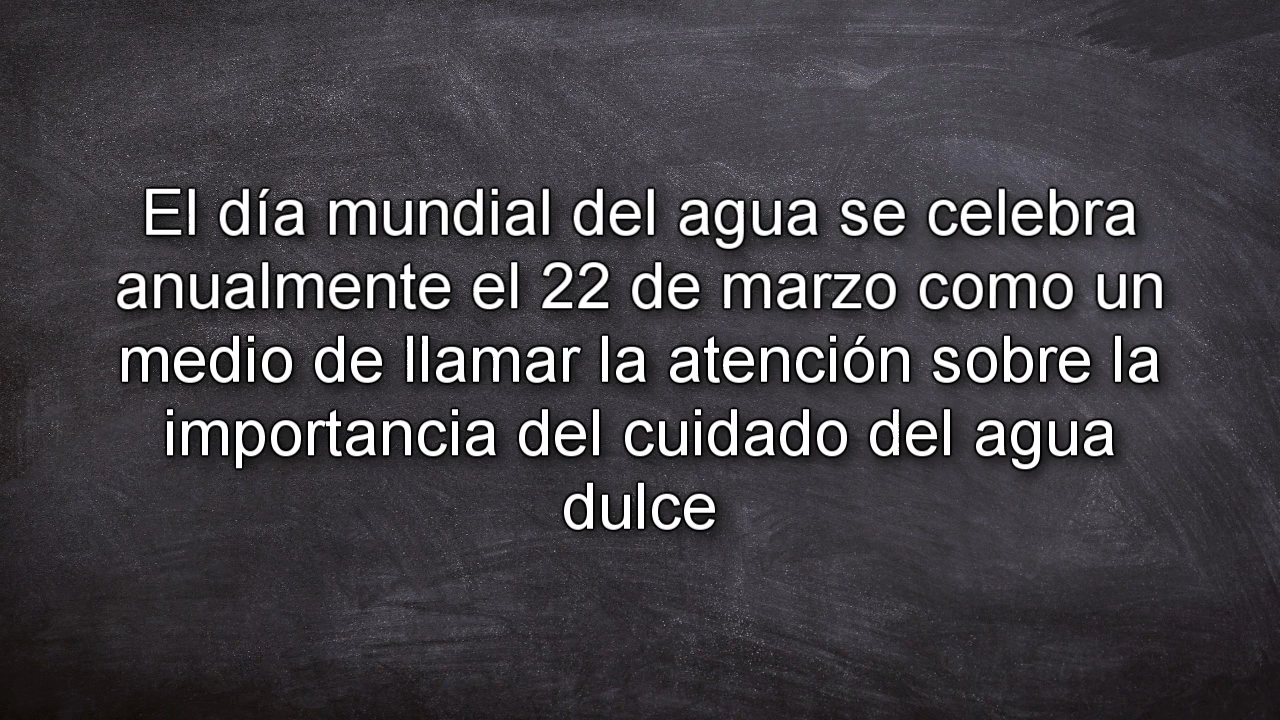 El día mundial del agua se celebra
anualmente el 22 de marzo como un
medio de llamar la atención sobre la
importancia del cuidado del agua
dulce